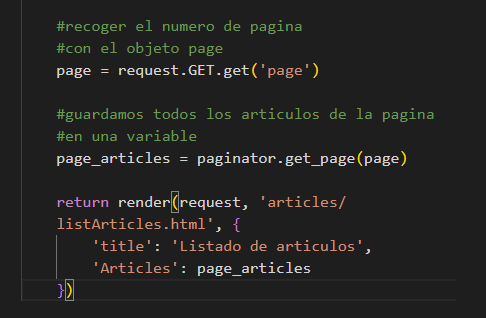 #recoger el numero de pagina
#con el objeto page
page = request.GET.get('page')
#guardamos todos los articulos de la pagina
#en una variable
page_articles = paginator.get_page(page)
return render(request, 'articles/
listArticles.html', {
'title': 'Listado de articulos',
'Articles': page_articles
})